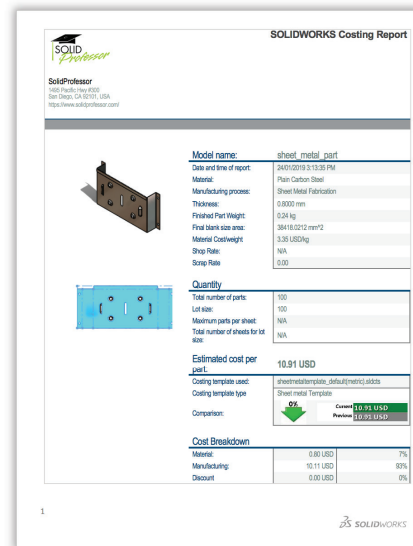 SOLIDWORKS Costing Report
SOLID
Professor
SolidProfessor
1495 Pacific Hwy #300
San Diego, CA 92101, USA
https://www.solidprofessor.com/
Model name: sheet_metal_part
Date and time of report: 24/01/2019 3:13:35 PM
Material: Plain Carbon Steel
Manufacturing process: Sheet Metal Fabrication
Thickness: 0.8000 mm
Finished Part Weight: 0.24 kg
Final blank size area: 38418.0212 mm^2
Material Cost/weight 3.35 USD/kg
Shop Rate: N/A
Scrap Rate 0.00
Quantity
Total number of parts: 100
Lot size: 100
Maximum parts per sheet: N/A
Total number of sheets for lot
size: N/A
Estimated cost per
part: 10.91 USD
Costing template used: sheetmetaltemplate_default(metric).sldcts
Costing template type Sheet metal Template
Comparison: 0% Current 10.91 USD
Previous 10.91 USD
Cost Breakdown
Material: 0.80 USD 7%
Manufacturing: 10.11 USD 93%
Discount 0.00 USD 0%
1
SOLIDWORKS